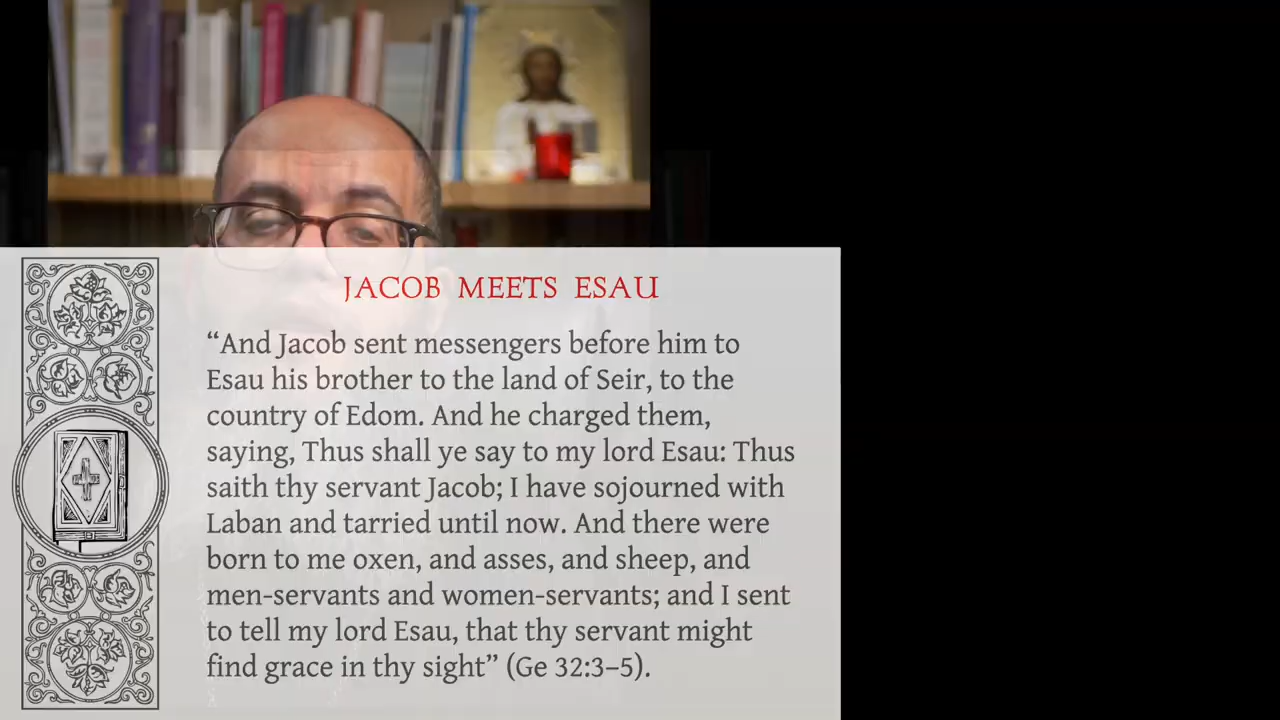 JACOB MEETS ESAU
“And Jacob sent messengers before him to
Esau his brother to the land of Seir, to the
country of Edom. And he charged them,
saying, Thus shall ye say to my lord Esau: Thus
saith thy servant Jacob; I have sojourned with
Laban and tarried until now. And there were
born to me oxen, and asses, and sheep, and
men-servants and women-servants; and I sent
to tell my lord Esau, that thy servant might
find grace in thy sight” (Ge 32:3–5).